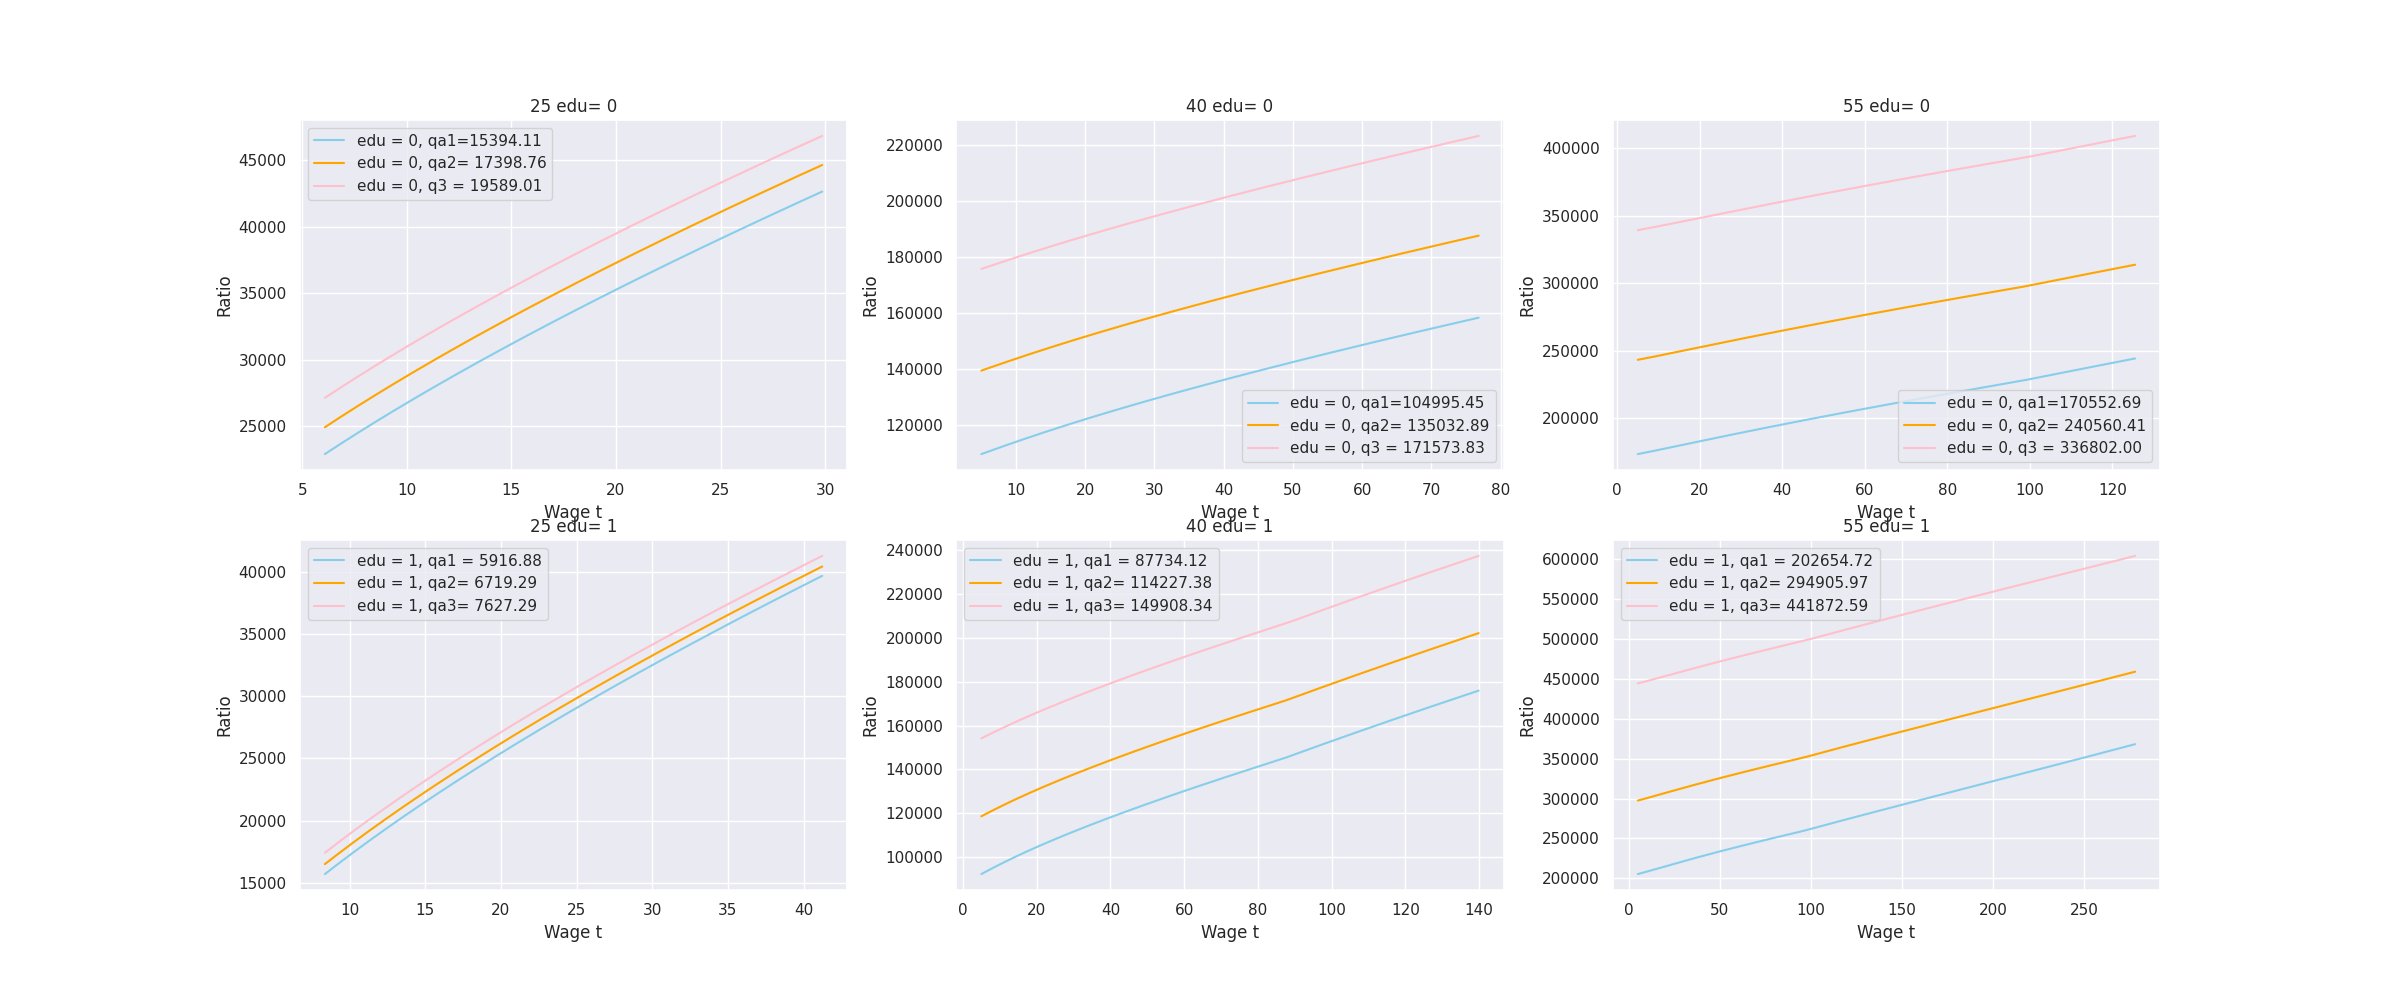 25 edu= 0
edu = 0, qa1=15394.11
edu = 0, qa2= 17398.76
edu = 0, q3 = 19589.01
Ratio
45000
40000
35000
30000
25000
5 10 15 20 25 30
Wage t
40 edu= 0
Ratio
220000
200000
180000
160000
140000
120000
edu = 0, qa1=104995.45
edu = 0, qa2= 135032.89
edu = 0, q3 = 171573.83
10 20 30 40 50 60 70 80
Wage t
55 edu= 0
Ratio
400000
350000
300000
250000
200000
edu = 0, qa1=170552.69
edu = 0, qa2= 240560.41
edu = 0, q3 = 336802.00
0 20 40 60 80 100 120
Wage t
25 edu= 1
edu = 1, qa1 = 5916.88
edu = 1, qa2= 6719.29
edu = 1, qa3= 7627.29
Ratio
40000
35000
30000
25000
20000
15000
10 15 20 25 30 35 40
Wage t
40 edu= 1
edu = 1, qa1 = 87734.12
edu = 1, qa2= 114227.38
edu = 1, qa3= 149908.34
Ratio
240000
220000
200000
180000
160000
140000
120000
100000
0 20 40 60 80 100 120 140
Wage t
55 edu= 1
edu = 1, qa1 = 202654.72
edu = 1, qa2= 294905.97
edu = 1, qa3= 441872.59
Ratio
600000
550000
500000
450000
400000
350000
300000
250000
200000
0 50 100 150 200 250
Wage t